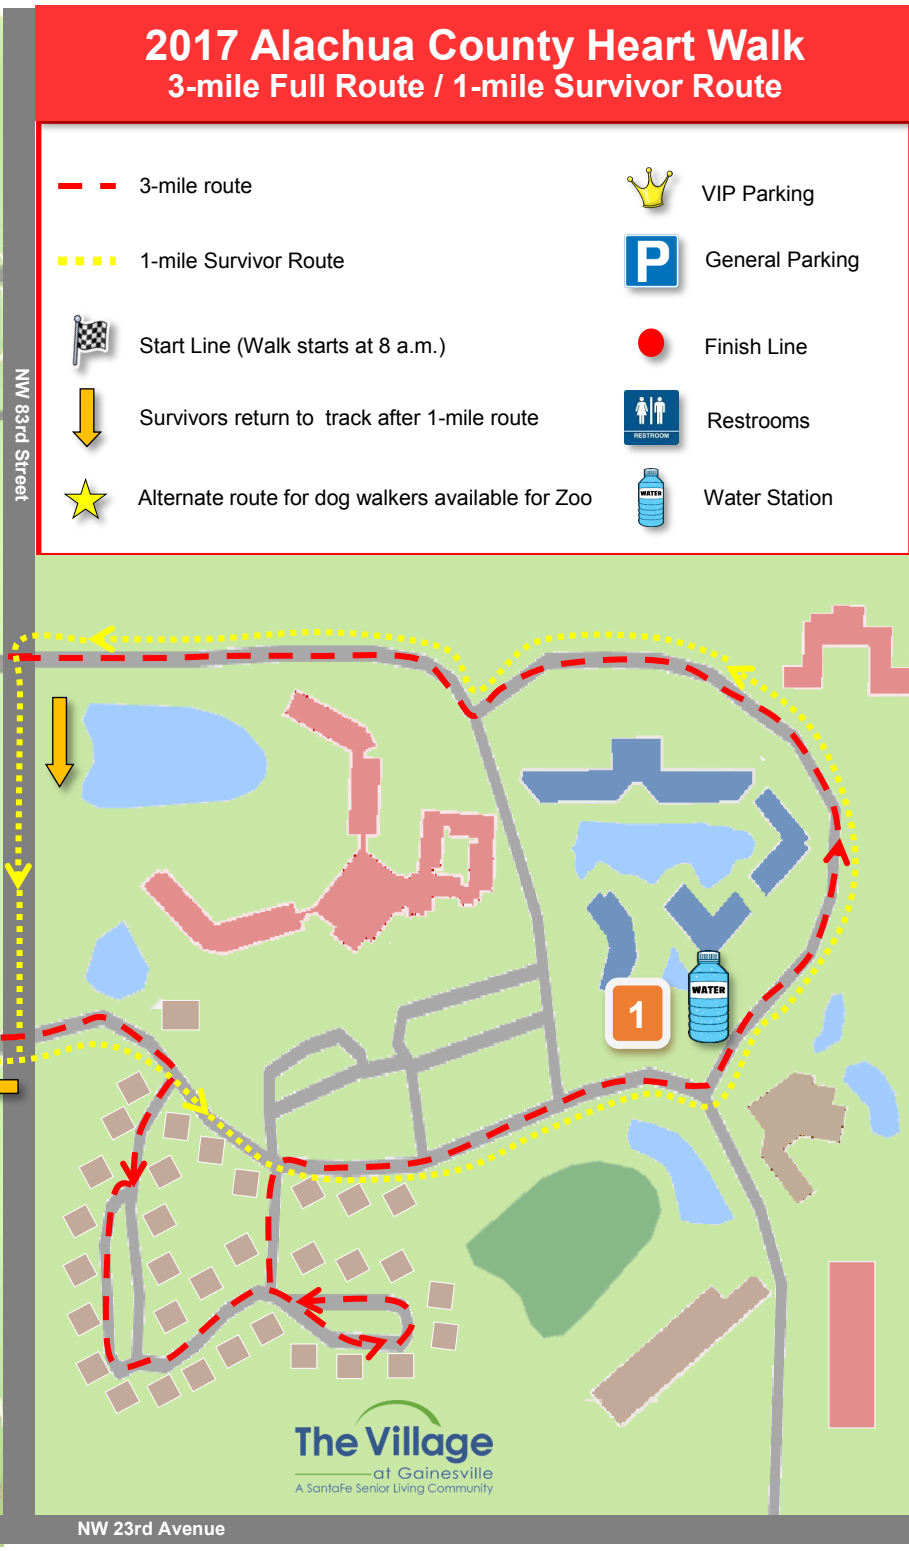 2017 Alachua County Heart Walk
3-mile Full Route / 1-mile Survivor Route
3-mile route
1-mile Survivor Route
Start Line (Walk starts at 8 a.m.)
Survivors return to  track after 1-mile route
Alternate route for dog walkers available for Zoo
VIP Parking
P
General Parking
Finish Line
RESTROOM
Restrooms
WATER
Water Station
NW 83rd Street
1
WATER
The Village
at Gainesville
A SantaFe Senior Living Community
NW 23rd Avenue